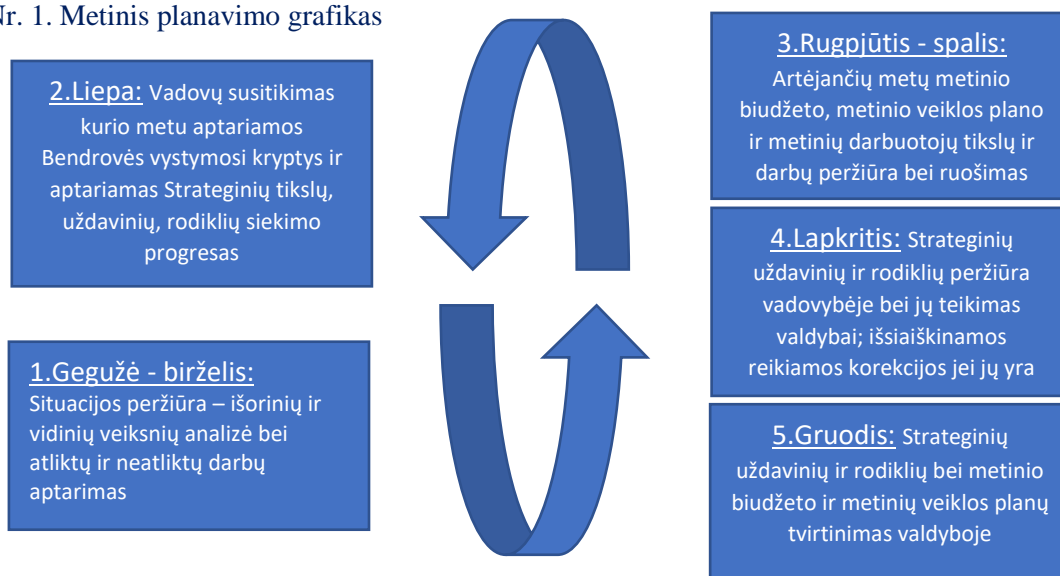 Nr. 1. Metinis planavimo grafikas
2.Liepa: Vadovų susitikimas
kurio metu aptariamos
Bendrovės vystymosi kryptys ir
aptariamas Strateginių tikslų,
uždavinių, rodiklių siekimo
progresas
1.Gegužė - birželis:
Situacijos peržiūra – išorinių ir
vidinių veiksnių analizė bei
atliktų ir neatliktų darbų
aptarimas
3.Rugpjūtis - spalis:
Artėjančių metų metinio
biudžeto, metinio veiklos plano
ir metinių darbuotojų tikslų ir
darbų peržiūra bei ruošimas
4.Lapkritis: Strateginių
uždavinių ir rodiklių peržiūra
vadovybėje bei jų teikimas
valdybai; išsiaiškinamos
reikiamos korekcijos jei jų yra
5.Gruodis: Strateginių
uždavinių ir rodiklių bei metinio
biudžeto ir metinių veiklos planų
tvirtinimas valdyboje